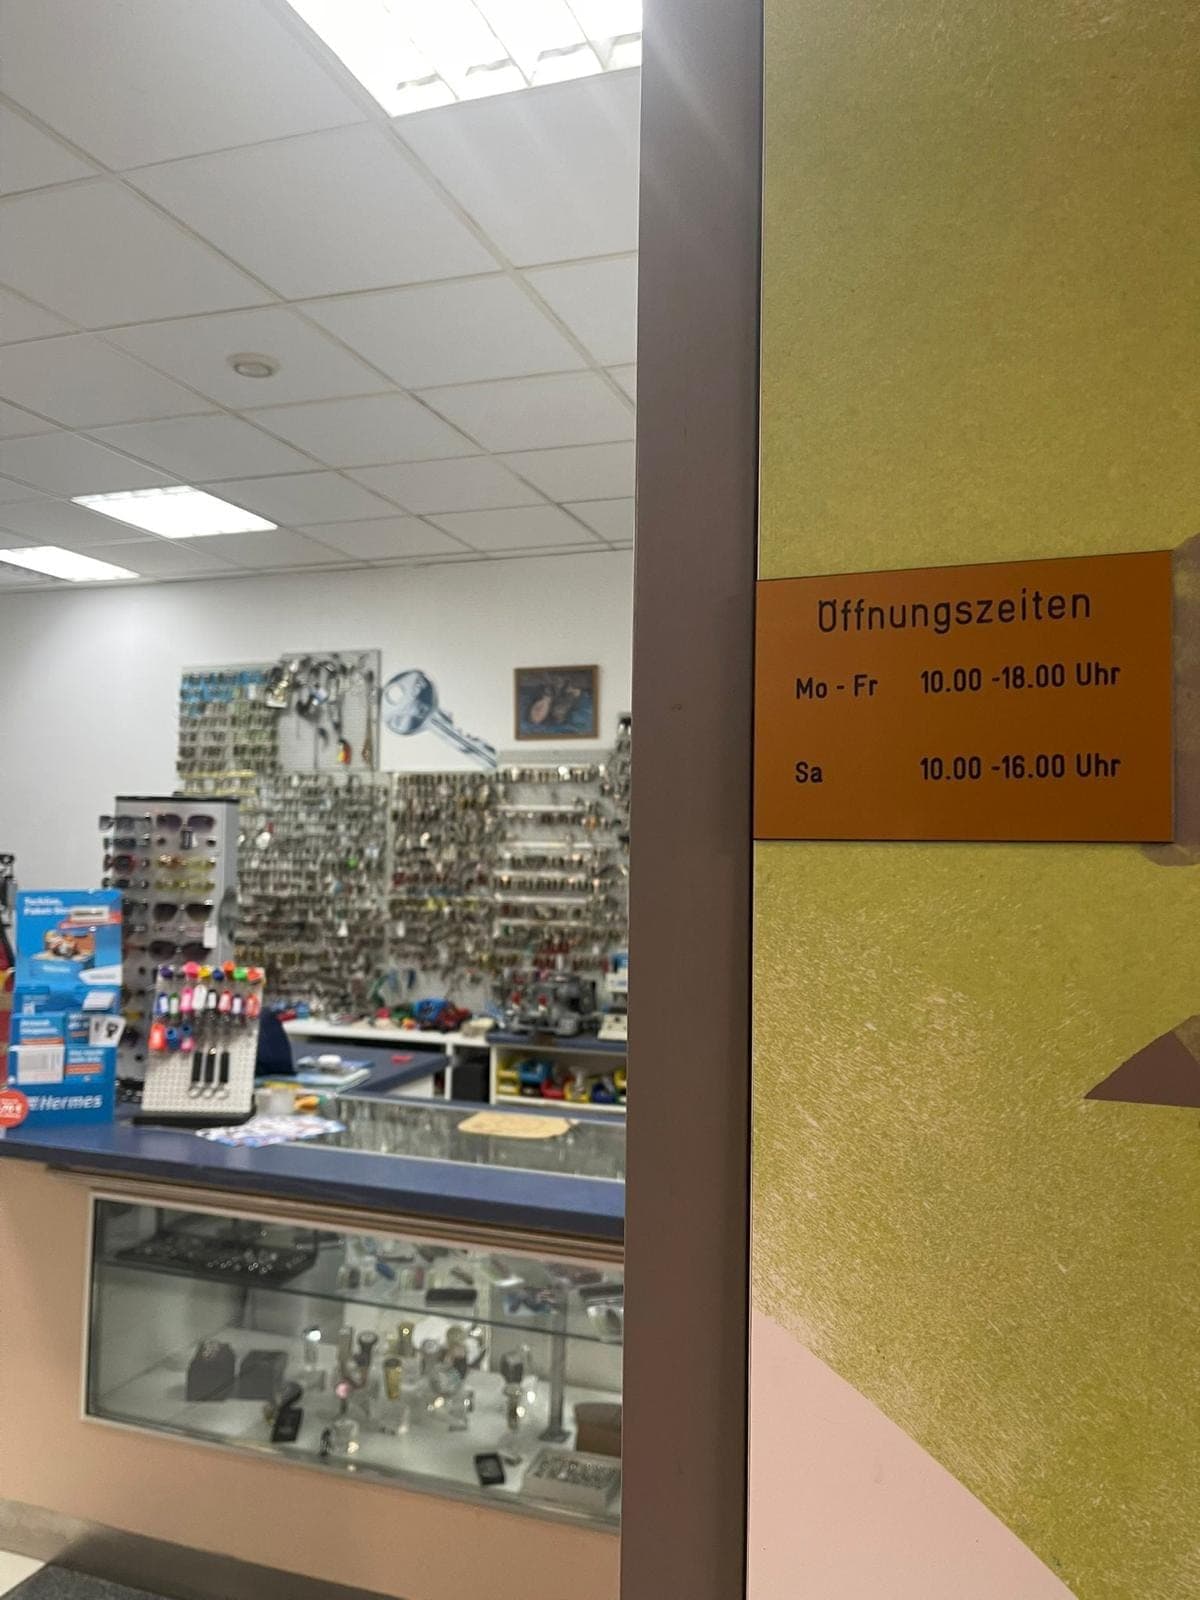 Öffnungszeiten
Mo - Fr 10.00 -18.00 Uhr
Sa 10.00 -16.00 Uhr
Hermes